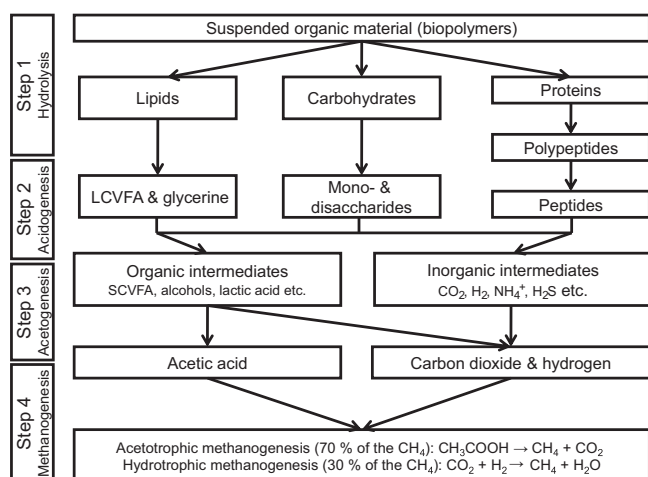 Suspended organic material (biopolymers)
Step 1
Hydrolysis
Lipids
Carbohydrates
Proteins
Polypeptides
Step 2
Acidogenesis
LCVFA & glycerine
Mono- &
disaccharides
Peptides
Step 3
Acetogenesis
Organic intermediates
SCVFA, alcohols, lactic acid etc.
Inorganic intermediates
CO₂, H₂, NH₄⁺, H₂S etc.
Acetic acid
Carbon dioxide & hydrogen
Step 4
Methanogenesis
Acetotrophic methanogenesis (70 % of the CH₄): CH₃COOH → CH₄ + CO₂
Hydrotrophic methanogenesis (30 % of the CH₄): CO₂ + H₂ → CH₄ + H₂O